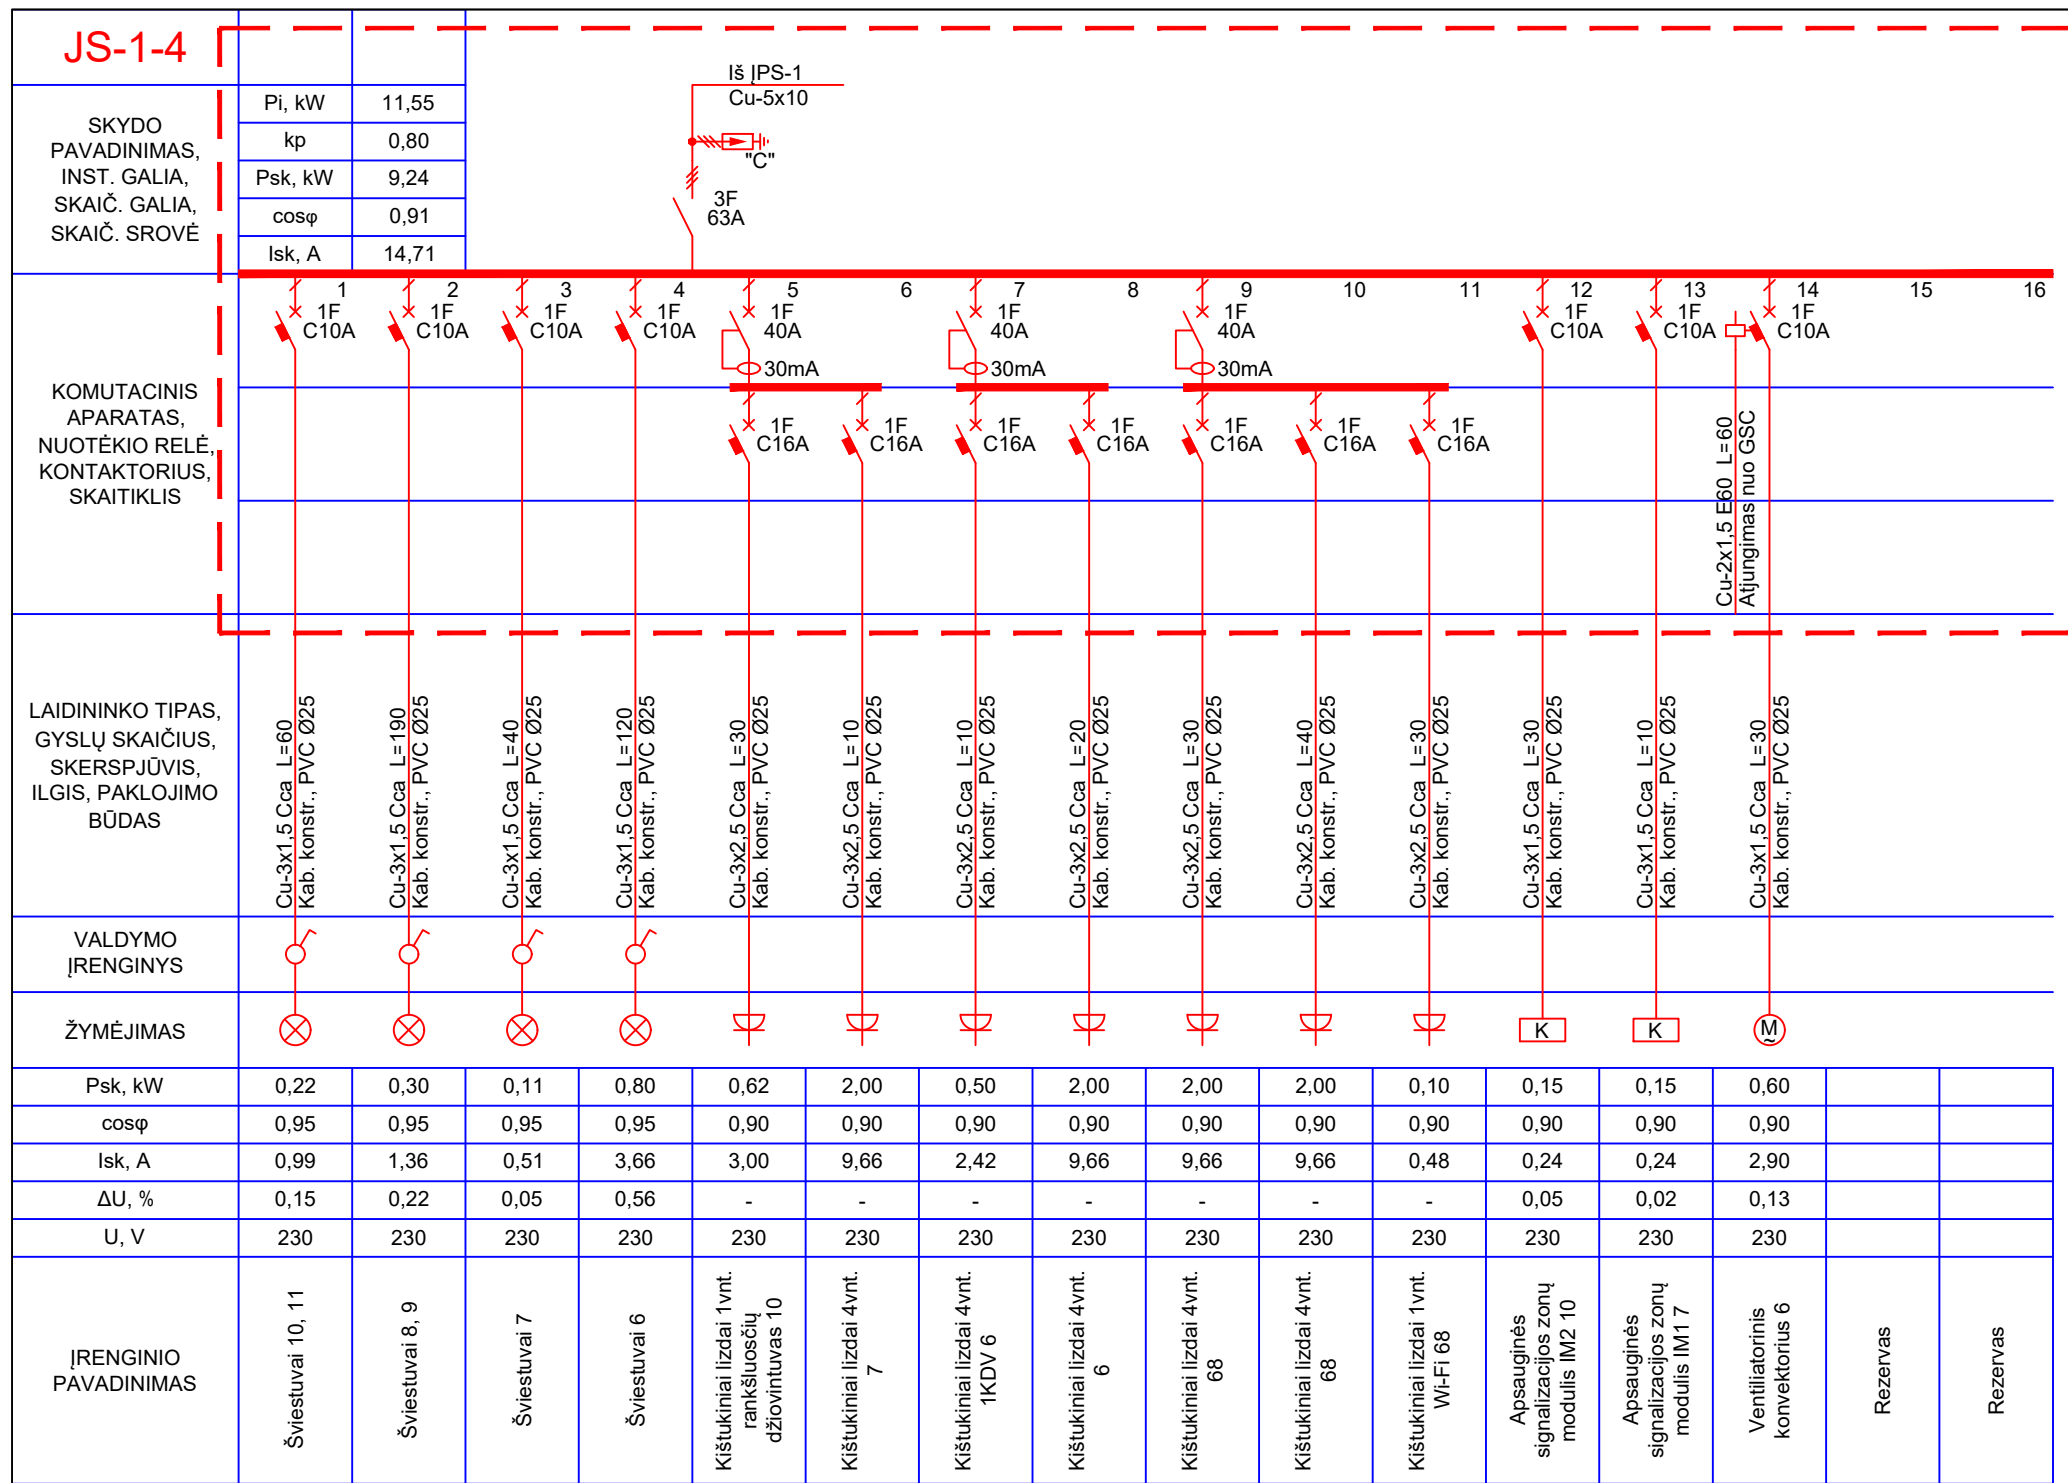 JS-1-4
SKYDO
PAVADINIMAS,
INST. GALIA,
SKAIČ. GALIA,
SKAIČ. SROVĖ
Pi, kW 11,55
kp 0,80
Psk, kW 9,24
cosφ 0,91
Isk, A 14,71
Iš ĮPS-1
Cu-5x10
"C"
3F
63A
KOMUTACINIS
APARATAS,
NUOTĖKIO RELĖ,
KONTAKTORIUS,
SKAITIKLIS
1 2 3 4 5 6 7 8 9 10 11 12 13 14 15 16
1F 1F 1F 1F 1F 1F 1F 1F 1F 1F
C10A C10A C10A C10A 40A 40A 40A C10A C10A C10A
30mA 30mA 30mA
1F 1F 1F 1F 1F 1F 1F
C16A C16A C16A C16A C16A C16A C16A
Cu-2x1,5 E60 L=60
Atjungimas nuo GSC
LAIDININKO TIPAS,
GYSLŲ SKAIČIUS,
SKERSPJŪVIS,
ILGIS, PAKLOJIMO
BŪDAS
Cu-3x1,5 Cca L=60
Kab. konstr., PVC Ø25
Cu-3x1,5 Cca L=190
Kab. konstr., PVC Ø25
Cu-3x1,5 Cca L=40
Kab. konstr., PVC Ø25
Cu-3x1,5 Cca L=120
Kab. konstr., PVC Ø25
Cu-3x2,5 Cca L=30
Kab. konstr., PVC Ø25
Cu-3x2,5 Cca L=10
Kab. konstr., PVC Ø25
Cu-3x2,5 Cca L=10
Kab. konstr., PVC Ø25
Cu-3x2,5 Cca L=20
Kab. konstr., PVC Ø25
Cu-3x2,5 Cca L=30
Kab. konstr., PVC Ø25
Cu-3x2,5 Cca L=40
Kab. konstr., PVC Ø25
Cu-3x2,5 Cca L=30
Kab. konstr., PVC Ø25
Cu-3x1,5 Cca L=30
Kab. konstr., PVC Ø25
Cu-3x1,5 Cca L=10
Kab. konstr., PVC Ø25
Cu-3x1,5 Cca L=30
Kab. konstr., PVC Ø25
VALDYMO
ĮRENGINYS
ŽYMĖJIMAS
K K M
~
Psk, kW 0,22 0,30 0,11 0,80 0,62 2,00 0,50 2,00 2,00 2,00 0,10 0,15 0,15 0,60
cosφ 0,95 0,95 0,95 0,95 0,90 0,90 0,90 0,90 0,90 0,90 0,90 0,90 0,90 0,90
Isk, A 0,99 1,36 0,51 3,66 3,00 9,66 2,42 9,66 9,66 9,66 0,48 0,24 0,24 2,90
ΔU, % 0,15 0,22 0,05 0,56 - - - - - - - 0,05 0,02 0,13
U, V 230 230 230 230 230 230 230 230 230 230 230 230 230 230
ĮRENGINIO
PAVADINIMAS
Šviestuvai 10, 11
Šviestuvai 8, 9
Šviestuvai 7
Šviestuvai 6
Kištukiniai lizdai 1vnt.
rankšluosčių
džiovintuvas 10
Kištukiniai lizdai 4vnt.
7
Kištukiniai lizdai 4vnt.
1KDV 6
Kištukiniai lizdai 4vnt.
6
Kištukiniai lizdai 4vnt.
68
Kištukiniai lizdai 4vnt.
68
Kištukiniai lizdai 1vnt.
Wi-Fi 68
Apsauginės
signalizacijos zonų
modulis IM2 10
Apsauginės
signalizacijos zonų
modulis IM1 7
Ventiliatorinis
konvektorius 6
Rezervas
Rezervas